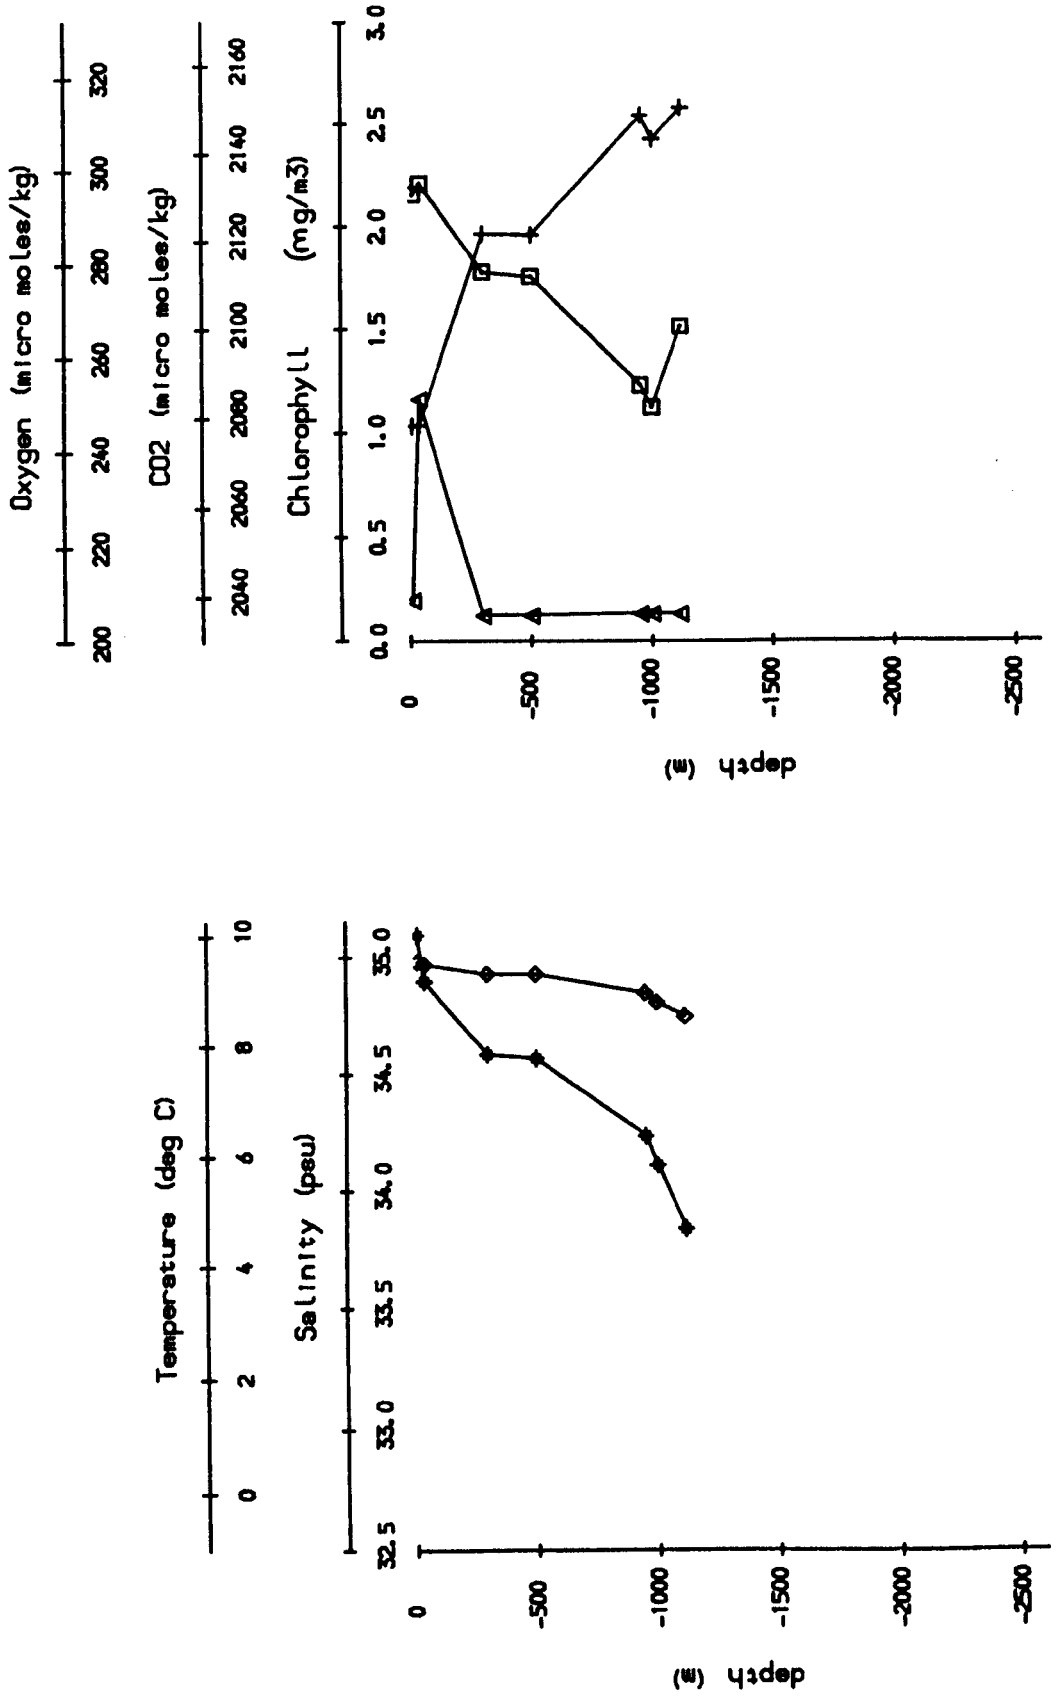 Temperature (deg C)
0 2 4 6 8 10
Salinity (psu)
32.5 33.0 33.5 34.0 34.5 35.0
0
-500
-1000
-1500
-2000
-2500
depth (m)
Oxygen (micro moles/kg)
200 220 240 260 280 300 320
CO2 (micro moles/kg)
2040 2060 2080 2100 2120 2140 2160
Chlorophyll (mg/m3)
0.0 0.5 1.0 1.5 2.0 2.5 3.0
0
-500
-1000
-1500
-2000
-2500
depth (m)